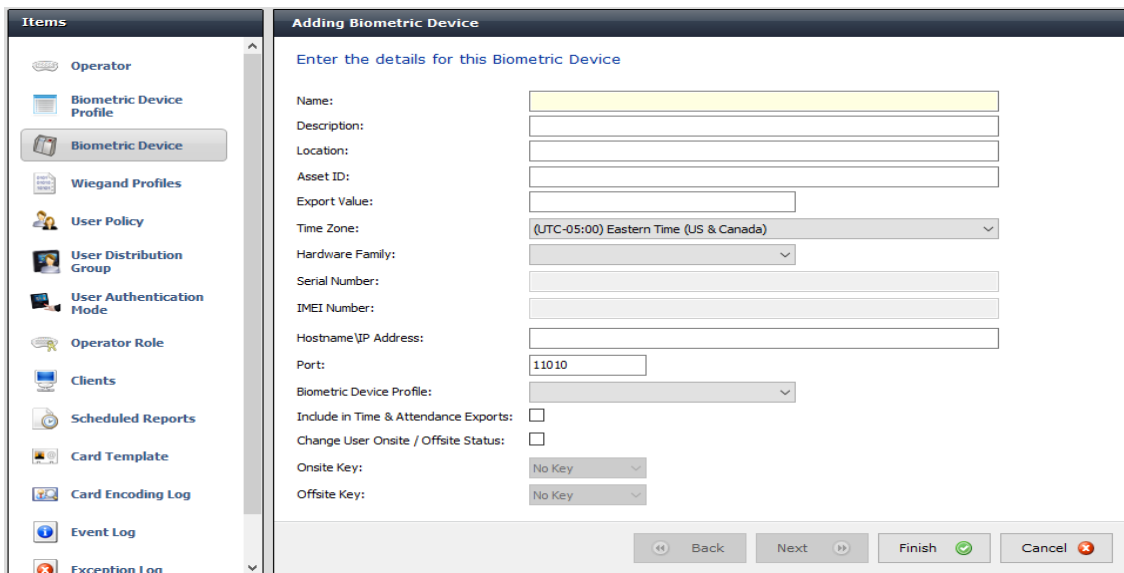 Items
Operator
Biometric Device
Profile
Biometric Device
Wiegand Profiles
User Policy
User Distribution
Group
User Authentication
Mode
Operator Role
Clients
Scheduled Reports
Card Template
Card Encoding Log
Event Log
Exception Log
Adding Biometric Device
Enter the details for this Biometric Device
Name:
Description:
Location:
Asset ID:
Export Value:
Time Zone: (UTC-05:00) Eastern Time (US & Canada)
Hardware Family:
Serial Number:
IMEI Number:
Hostname\IP Address:
Port: 11010
Biometric Device Profile:
Include in Time & Attendance Exports:
Change User Onsite / Offsite Status:
Onsite Key: No Key
Offsite Key: No Key
Back Next Finish Cancel